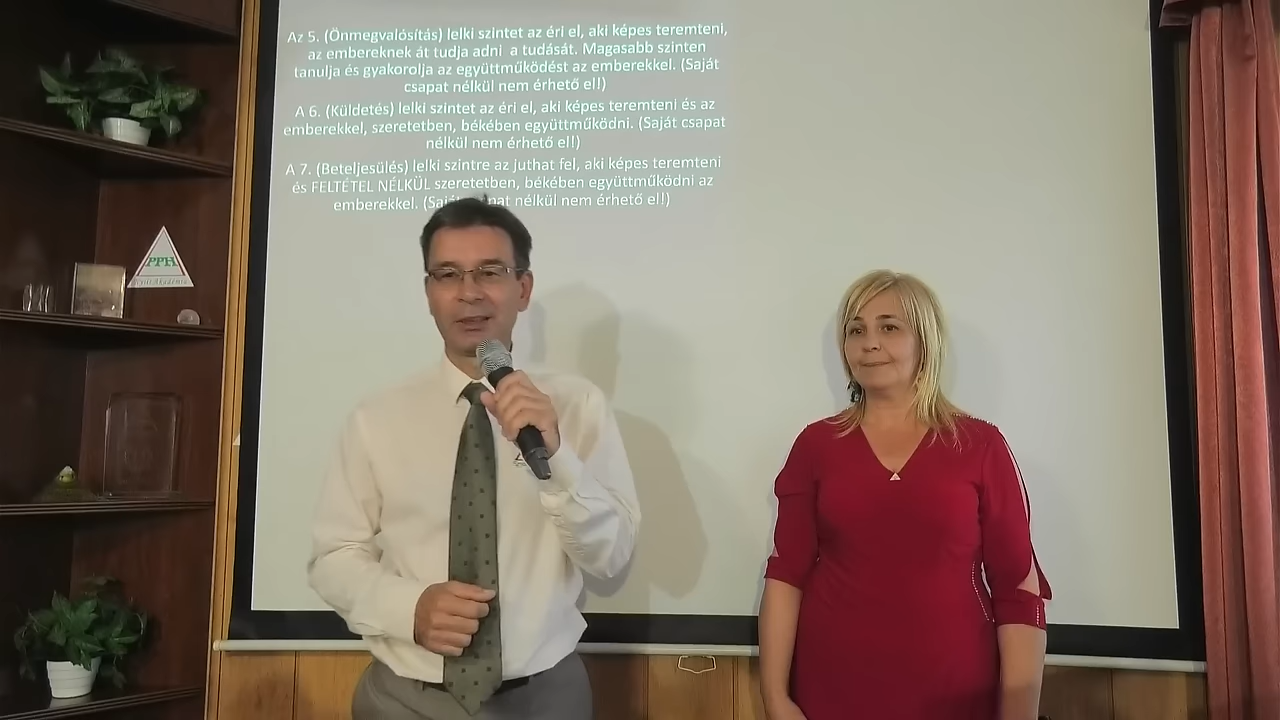 Az 5. (Önmegvalósítás) lelki szintet az éri el, aki képes teremteni,
az embereknek át tudja adni a tudását. Magasabb szinten
tanulja és gyakorolja az együttműködést az emberekkel. (Saját
csapat nélkül nem érhető el!)
A 6. (Küldetés) lelki szintet az éri el, aki képes teremteni és az
emberekkel, szeretetben, békében együttműködni. (Saját csapat
nélkül nem érhető el!)
A 7. (Beteljesülés) lelki szintre az juthat fel, aki képes teremteni
és FELTÉTEL NÉLKÜL szeretetben, békében együttműködni az
emberekkel. nélkül nem érhető el!)
PPH